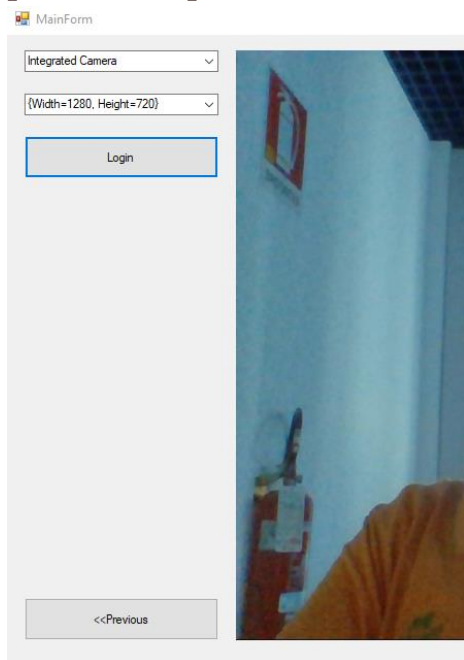 MainForm
Integrated Camera
{Width=1280, Height=720}
Login
<<Previous